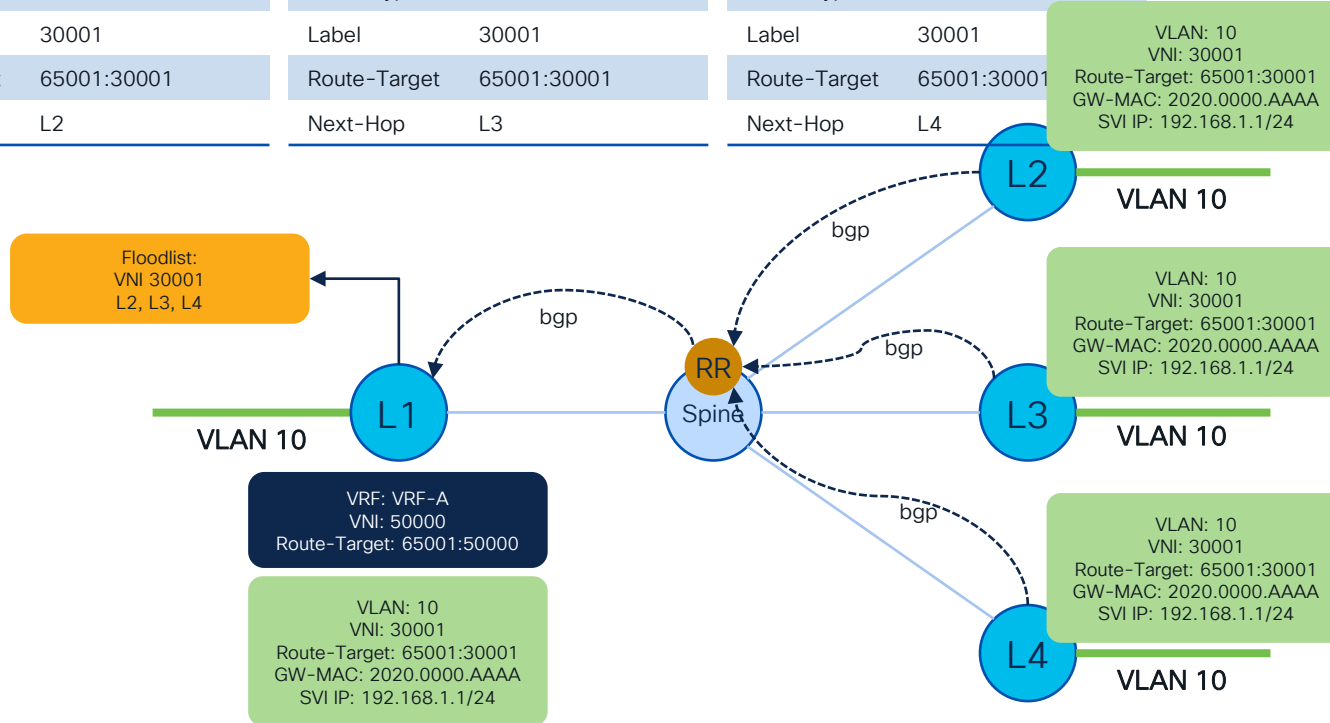 30001
Label 30001
Label 30001
65001:30001
Route-Target 65001:30001
Route-Target 65001:30001
L2
Next-Hop L3
Next-Hop L4
VLAN: 10
VNI: 30001
Route-Target: 65001:30001
GW-MAC: 2020.0000.AAAA
SVI IP: 192.168.1.1/24
L2
VLAN 10
bgp
Floodlist:
VNI 30001
L2, L3, L4
bgp
VLAN: 10
VNI: 30001
Route-Target: 65001:30001
GW-MAC: 2020.0000.AAAA
SVI IP: 192.168.1.1/24
bgp
RR
Spine
L1
VLAN 10
L3
VLAN 10
VRF: VRF-A
VNI: 50000
Route-Target: 65001:50000
bgp
VLAN: 10
VNI: 30001
Route-Target: 65001:30001
GW-MAC: 2020.0000.AAAA
SVI IP: 192.168.1.1/24
VLAN: 10
VNI: 30001
Route-Target: 65001:30001
GW-MAC: 2020.0000.AAAA
SVI IP: 192.168.1.1/24
L4
VLAN 10